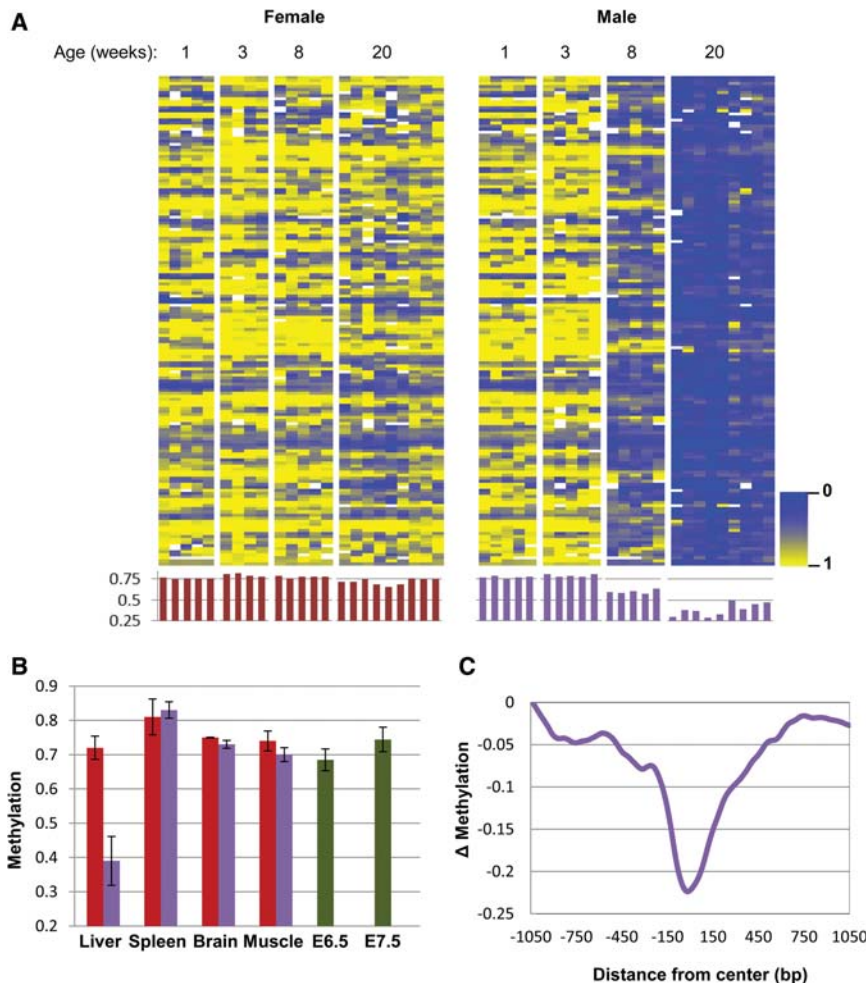 A
Female
Male
Age (weeks):
1
3
8
20
1
3
8
20
0
1
0.75
0.5
0.25
B
0.9
0.8
0.7
0.6
0.5
0.4
0.3
0.2
Methylation
Liver
Spleen
Brain
Muscle
E6.5
E7.5
C
0
-0.05
-0.1
-0.15
-0.2
-0.25
Δ Methylation
-1050
-750
-450
-150
150
450
750
1050
Distance from center (bp)